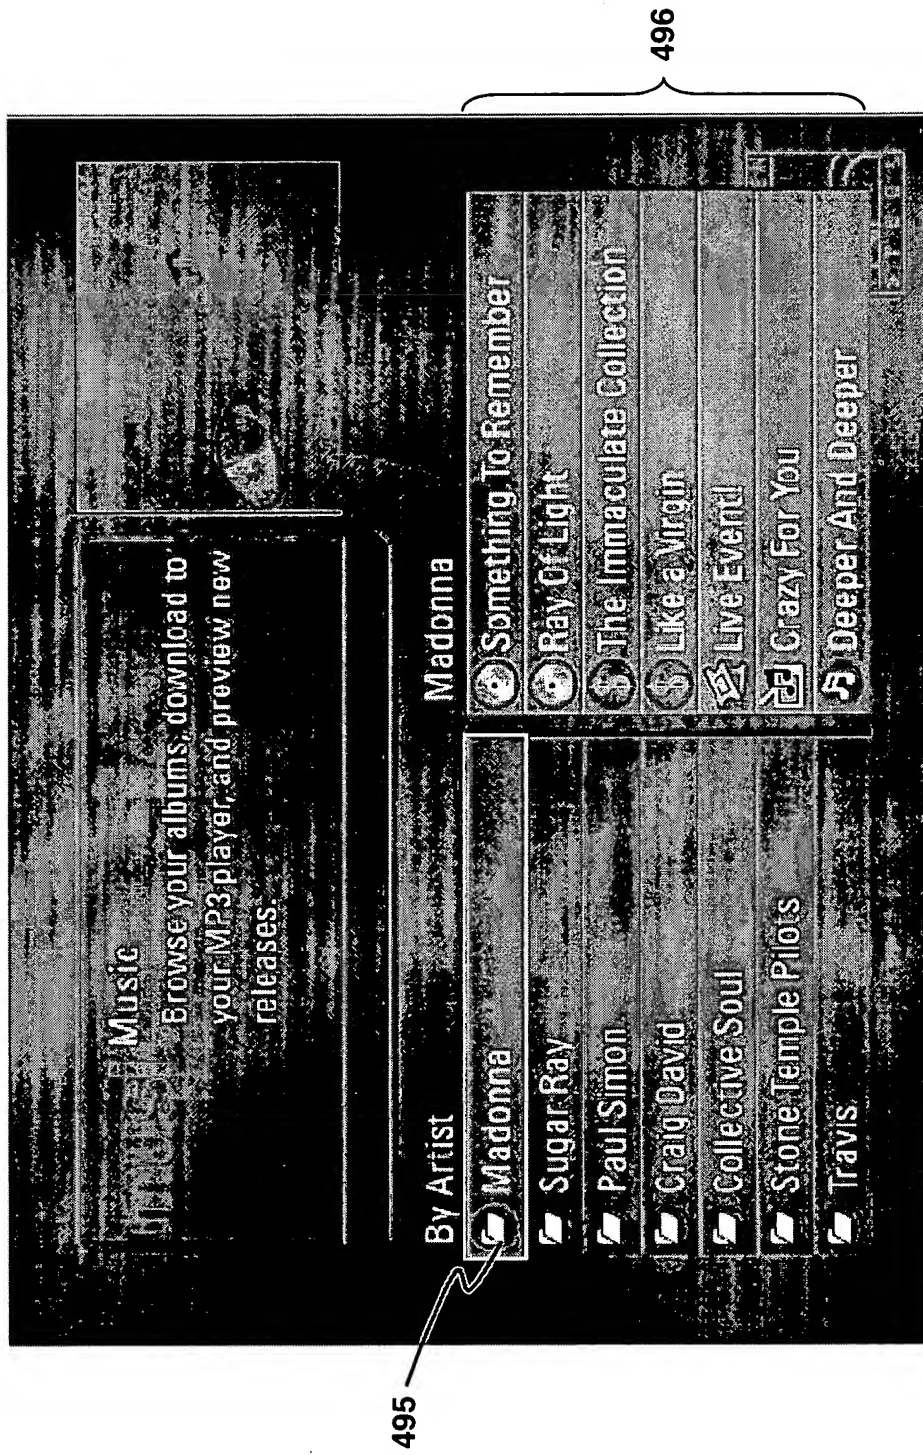 Music
Browse your albums, download to
your MP3 player, and preview new
releases.
By Artist
Madonna
Sugar Ray
Paul Simon
Craig David
Collective Soul
Stone Temple Pilots
Travis
Madonna
Something To Remember
Ray Of Light
$ The Immaculate Collection
$ Like a Virgin
Live Event!
Crazy For You
Deeper And Deeper
495
496